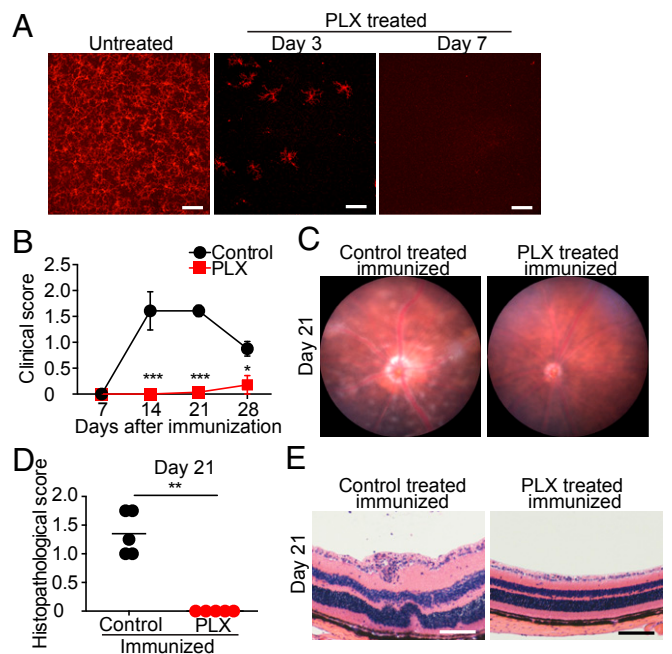 A
PLX treated
Untreated
Day 3
Day 7
B
Control
PLX
Clinical score
2.5
2.0
1.5
1.0
0.5
0
***
***
*
7
14
21
28
Days after immunization
C
Control treated
immunized
PLX treated
immunized
Day 21
D
Day 21
**
Histopathological score
2.0
1.5
1.0
0.5
0
Control
PLX
Immunized
E
Control treated
immunized
PLX treated
immunized
Day 21